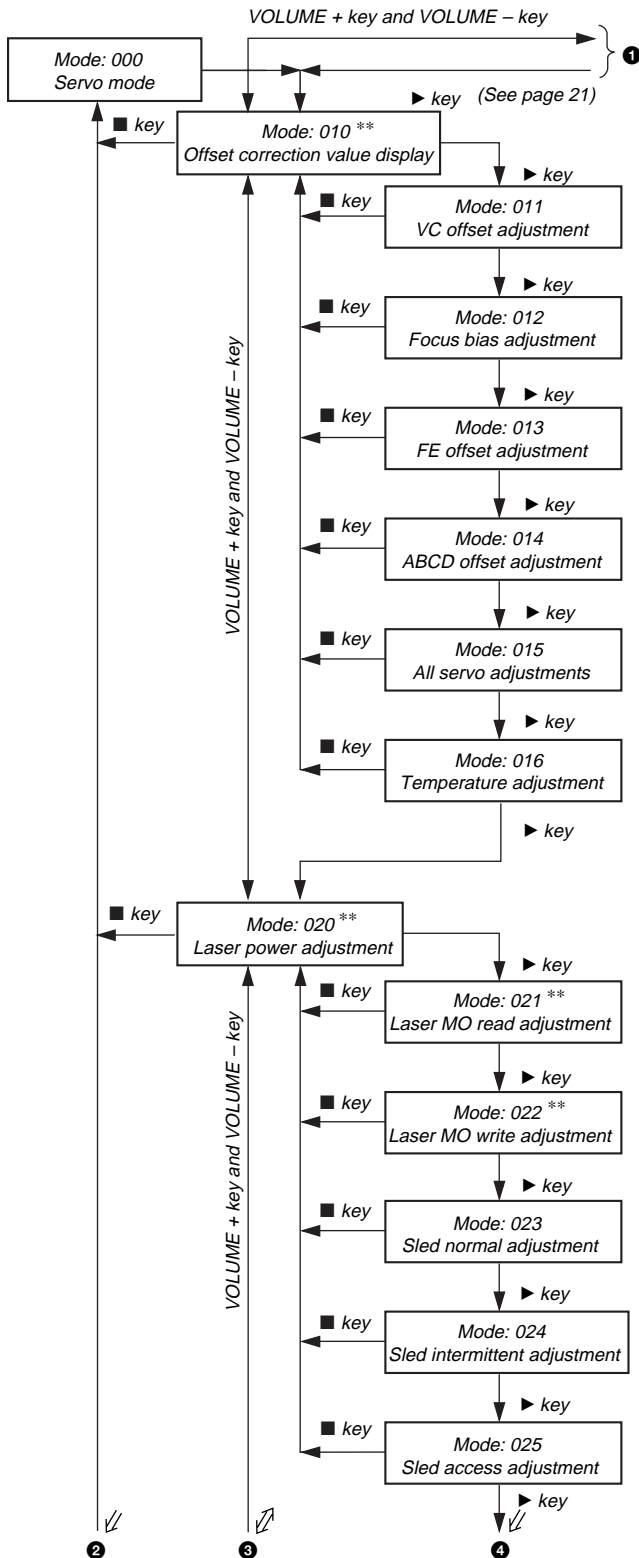 VOLUME + key and VOLUME – key
❶
Mode: 000
Servo mode
► key
(See page 21)
■ key
Mode: 010 **
Offset correction value display
► key
■ key
Mode: 011
VC offset adjustment
► key
■ key
Mode: 012
Focus bias adjustment
► key
■ key
Mode: 013
FE offset adjustment
► key
VOLUME + key and VOLUME – key
■ key
Mode: 014
ABCD offset adjustment
► key
■ key
Mode: 015
All servo adjustments
► key
■ key
Mode: 016
Temperature adjustment
► key
■ key
Mode: 020 **
Laser power adjustment
► key
■ key
Mode: 021 **
Laser MO read adjustment
► key
■ key
Mode: 022 **
Laser MO write adjustment
► key
VOLUME + key and VOLUME – key
■ key
Mode: 023
Sled normal adjustment
► key
■ key
Mode: 024
Sled intermittent adjustment
► key
■ key
Mode: 025
Sled access adjustment
► key
❷
❸
❹